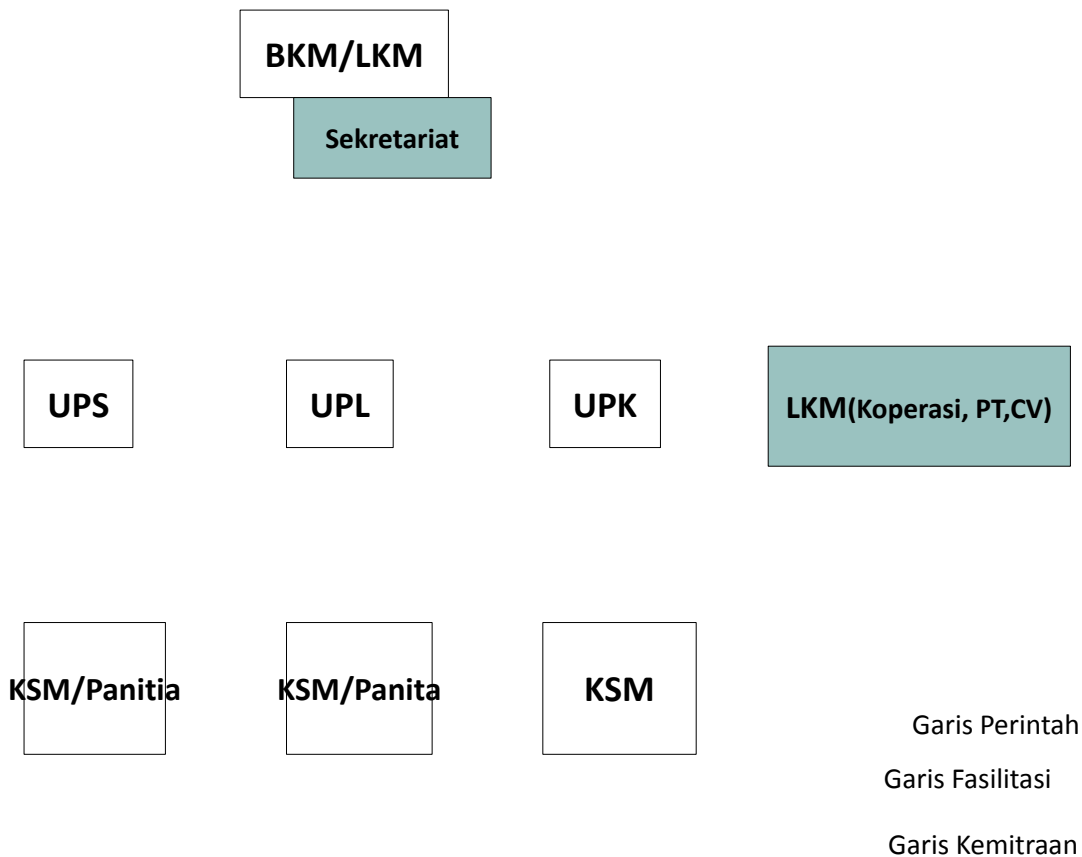 BKM/LKM
Sekretariat
UPS
UPL
UPK
LKM(Koperasi, PT,CV)
KSM/Panitia
KSM/Panita
KSM
Garis Perintah
Garis Fasilitasi
Garis Kemitraan